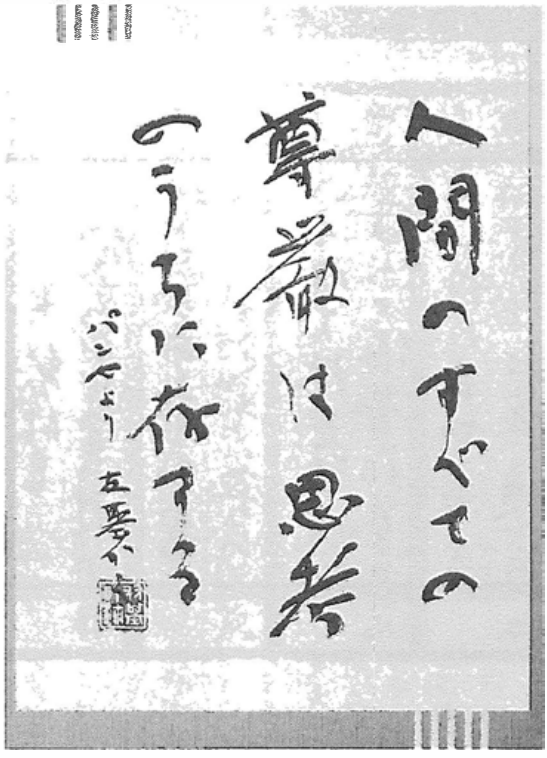 人間のすべての
尊厳は思考
のうちに存する
パンセより